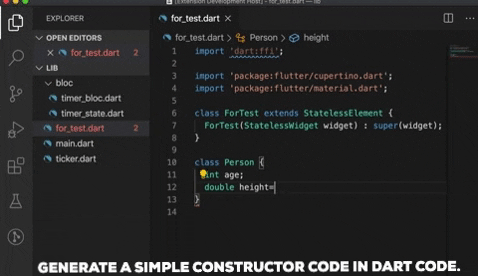 [Extension Development Host] - for_test.dart — lib
EXPLORER
OPEN EDITORS
for_test.dart 2
LIB
bloc
timer_bloc.dart
timer_state.dart
for_test.dart 2
main.dart
ticker.dart
for_test.dart
for_test.dart > Person > height
1 import 'dart:ffi';
2
3 import 'package:flutter/cupertino.dart';
4 import 'package:flutter/material.dart';
5
6 class ForTest extends StatelessElement {
7 ForTest(StatelessWidget widget) : super(widget);
8 }
9
10 class Person {
11 int age;
12 double height=
13 }
14
GENERATE A SIMPLE CONSTRUCTOR CODE IN DART CODE.